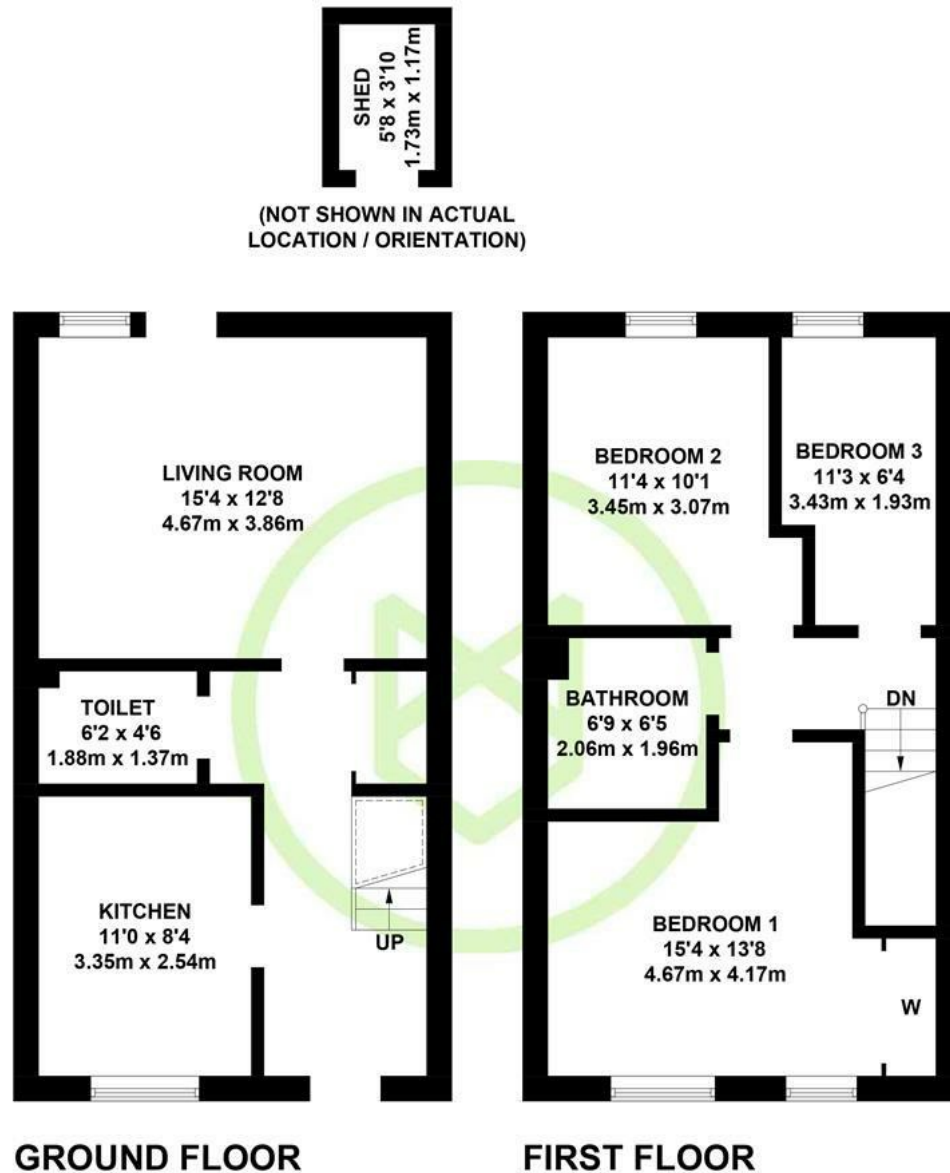 SHED
5'8 x 3'10
1.73m x 1.17m
(NOT SHOWN IN ACTUAL
LOCATION / ORIENTATION)
LIVING ROOM
15'4 x 12'8
4.67m x 3.86m
TOILET
6'2 x 4'6
1.88m x 1.37m
KITCHEN
11'0 x 8'4
3.35m x 2.54m
UP
GROUND FLOOR
BEDROOM 2
11'4 x 10'1
3.45m x 3.07m
BEDROOM 3
11'3 x 6'4
3.43m x 1.93m
BATHROOM
6'9 x 6'5
2.06m x 1.96m
DN
BEDROOM 1
15'4 x 13'8
4.67m x 4.17m
W
FIRST FLOOR